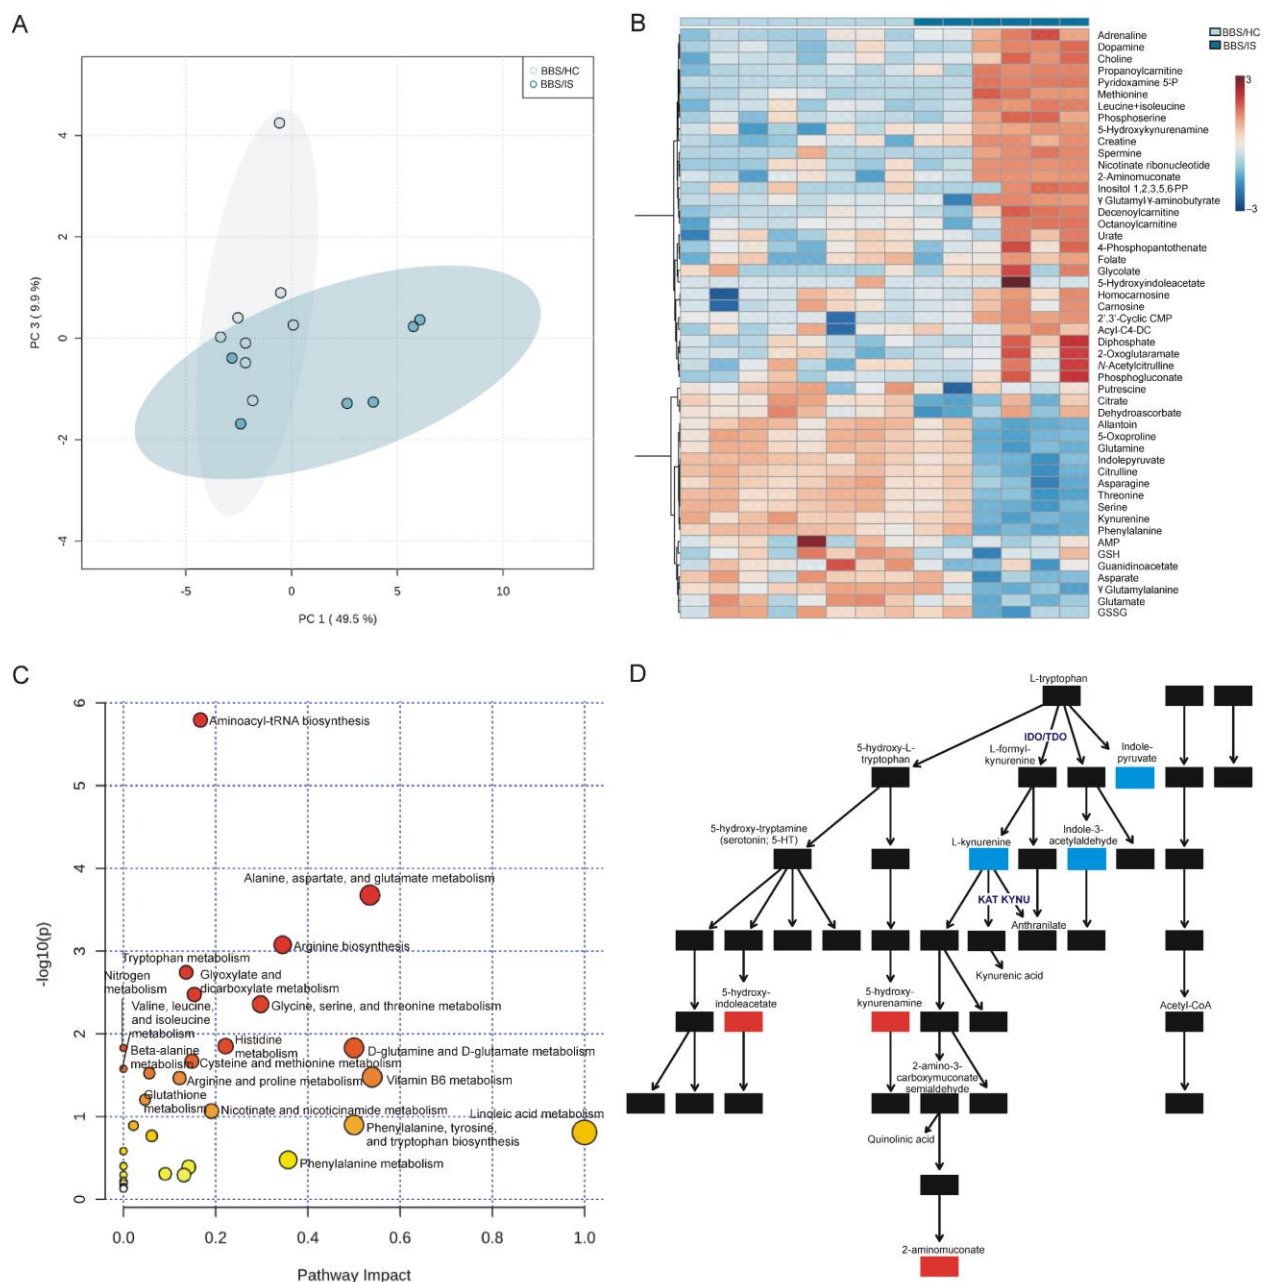 A
BBS/HC
BBS/IS
PC 3 ( 9.9 %)
4
2
0
-2
-4
-5
0
5
10
PC 1 ( 49.5 %)
B
BBS/HC
BBS/IS
3
–3
Adrenaline
Dopamine
Choline
Propanoylcarnitine
Pyridoxamine 5'-P
Methionine
Leucine+isoleucine
Phosphoserine
5-Hydroxykynurenamine
Creatine
Spermine
Nicotinate ribonucleotide
2-Aminomuconate
Inositol 1,2,3,5,6-PP
γ Glutamyl-γ-aminobutyrate
Decenoylcarnitine
Octanoylcarnitine
Urate
4-Phosphopantothenate
Folate
Glycolate
5-Hydroxyindoleacetate
Homocarnosine
Carnosine
2',3'-Cyclic CMP
Acyl-C4-DC
Diphosphate
2-Oxoglutaramate
N-Acetylcitrulline
Phosphogluconate
Putrescine
Citrate
Dehydroascorbate
Allantoin
5-Oxoproline
Glutamine
Indolepyruvate
Citrulline
Asparagine
Threonine
Serine
Kynurenine
Phenylalanine
AMP
GSH
Guanidinoacetate
Asparate
γ Glutamylalanine
Glutamate
GSSG
C
-log10(p)
6
5
4
3
2
1
0
Aminoacyl-tRNA biosynthesis
Alanine, aspartate, and glutamate metabolism
Arginine biosynthesis
Tryptophan metabolism
Nitrogen
metabolism
Glyoxylate and
dicarboxylate metabolism
Glycine, serine, and threonine metabolism
Valine, leucine,
and isoleucine
metabolism
Histidine
metabolism
D-glutamine and D-glutamate metabolism
Beta-alanine
metabolism
Cysteine and methionine metabolism
Arginine and proline metabolism
Vitamin B6 metabolism
Glutathione
metabolism
Nicotinate and nicoticinamide metabolism
Linoleic acid metabolism
Phenylalanine, tyrosine,
and tryptophan biosynthesis
Phenylalanine metabolism
0.0
0.2
0.4
0.6
0.8
1.0
Pathway Impact
D
L-tryptophan
IDO/TDO
5-hydroxy-L-
tryptophan
L-formyl-
kynurenine
Indole-
pyruvate
5-hydroxy-tryptamine
(serotonin; 5-HT)
L-kynurenine
Indole-3-
acetylaldehyde
KAT KYNU
Anthranilate
Kynurenic acid
5-hydroxy-
indoleacetate
5-hydroxy-
kynurenamine
Acetyl-CoA
2-amino-3-
carboxymuconate
semialdehyde
Quinolinic acid
2-aminomuconate